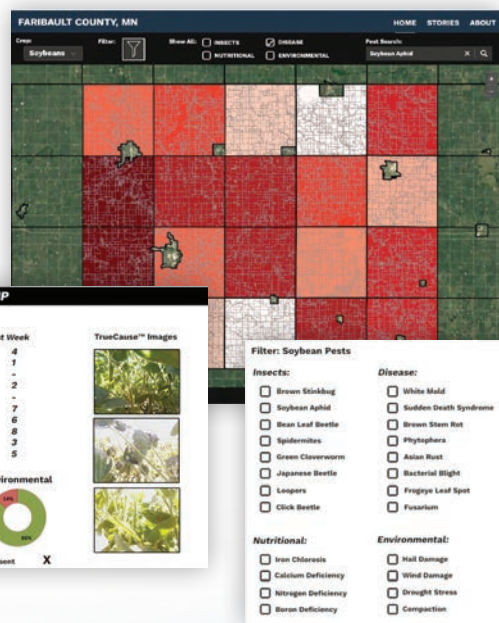 FARIBAULT COUNTY, MN
HOME STORIES ABOUT
Crop:
Soybeans
Filter:
Show All:
INSECTS
DISEASE
NUTRITIONAL
ENVIRONMENTAL
Pest Search:
Soybean Aphid X
t Week
4
1
-
2
-
7
6
8
3
5
TrueCause™ Images
vironmental
14%
86%
sent X
Filter: Soybean Pests
Insects:
Brown Stinkbug
Soybean Aphid
Bean Leaf Beetle
Spidermites
Green Cloverworm
Japanese Beetle
Loopers
Click Beetle
Disease:
White Mold
Sudden Death Syndrome
Brown Stem Rot
Phytophera
Asian Rust
Bacterial Blight
Frogeye Leaf Spot
Fusarium
Nutritional:
Iron Chlorosis
Calcium Deficiency
Nitrogen Deficiency
Boron Deficiency
Environmental:
Hail Damage
Wind Damage
Drought Stress
Compaction